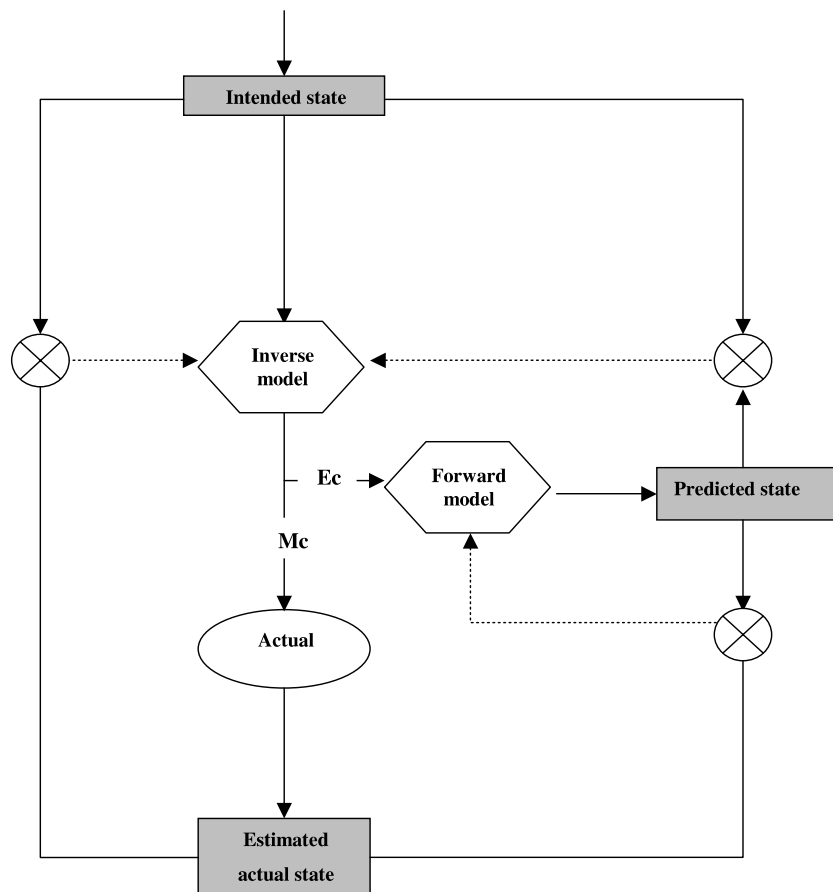 Intended state
Inverse
model
Ec
Forward
model
Predicted state
Mc
Actual
Estimated
actual state